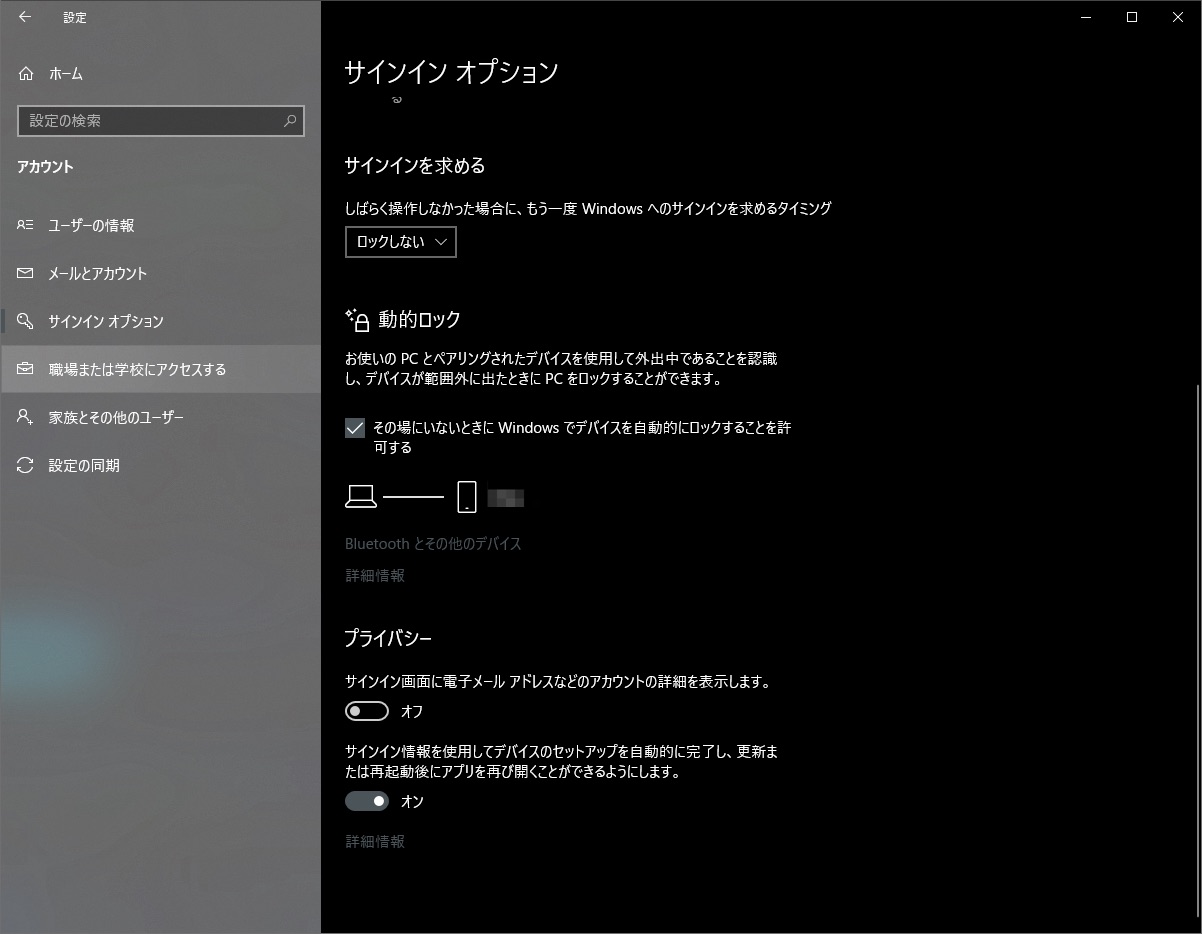 設定
ホーム
設定の検索
アカウント
ユーザーの情報
メールとアカウント
サインイン オプション
職場または学校にアクセスする
家族とその他のユーザー
設定の同期
サインイン オプション
サインインを求める
しばらく操作しなかった場合に、もう一度 Windows へのサインインを求めるタイミング
ロックしない
動的ロック
お使いの PC とペアリングされたデバイスを使用して外出中であることを認識
し、デバイスが範囲外に出たときに PC をロックすることができます。
その場にいないときに Windows でデバイスを自動的にロックすることを許
可する
Bluetooth とその他のデバイス
詳細情報
プライバシー
サインイン画面に電子メール アドレスなどのアカウントの詳細を表示します。
オフ
サインイン情報を使用してデバイスのセットアップを自動的に完了し、更新ま
たは再起動後にアプリを再び開くことができるようにします。
オン
詳細情報